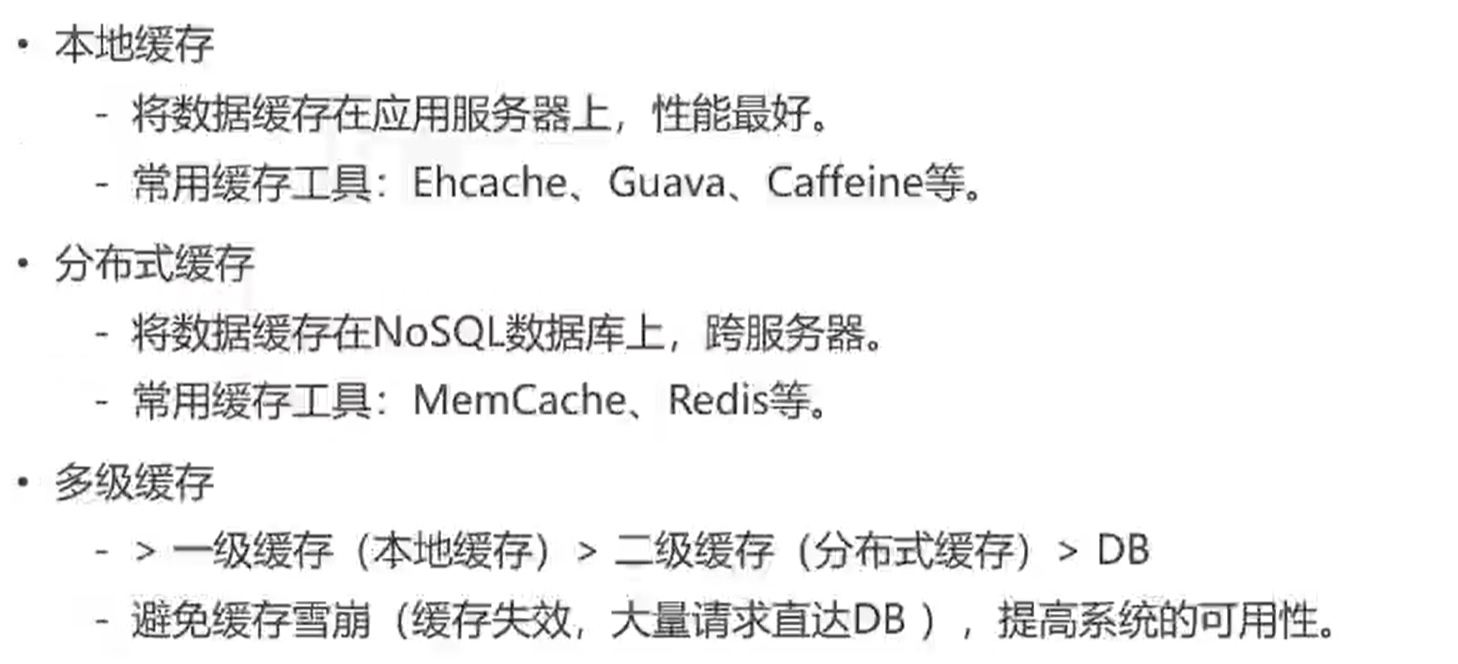 • 本地缓存
- 将数据缓存在应用服务器上，性能最好。
- 常用缓存工具：Ehcache、Guava、Caffeine等。
• 分布式缓存
- 将数据缓存在NoSQL数据库上，跨服务器。
- 常用缓存工具：MemCache、Redis等。
• 多级缓存
- > 一级缓存（本地缓存）> 二级缓存（分布式缓存）> DB
- 避免缓存雪崩（缓存失效，大量请求直达DB ），提高系统的可用性。